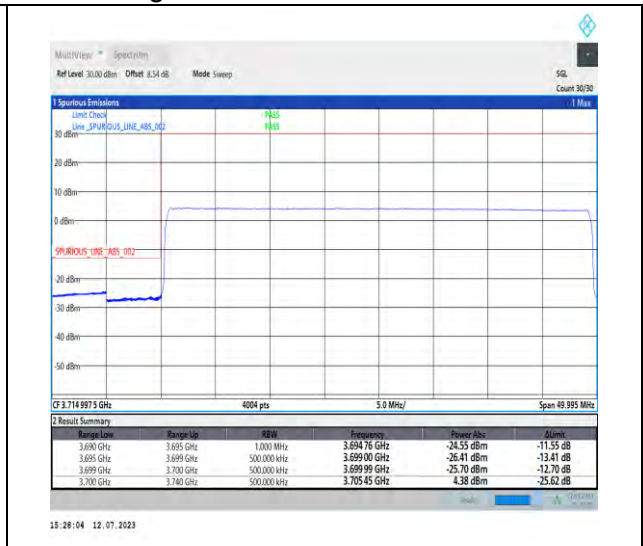 MultiView Spectrum
Ref Level 30.00 dBm Offset 8.54 dB Mode Sweep SGL
Count 30/30
1 Spurious Emissions 1 Max
Limit Check PASS
Line _SPURIOUS_LINE_ABS_002 PASS
30 dBm
20 dBm
10 dBm
0 dBm
_SPURIOUS_LINE_ABS_002
-20 dBm
-30 dBm
-40 dBm
-50 dBm
CF 3.714 997 5 GHz 4004 pts 5.0 MHz/ Span 49.995 MHz
2 Result Summary
Range Low Range Up RBW Frequency Power Abs ΔLimit
3.690 GHz 3.695 GHz 1.000 MHz 3.694 76 GHz -24.55 dBm -11.55 dB
3.695 GHz 3.699 GHz 500.000 kHz 3.699 00 GHz -26.41 dBm -13.41 dB
3.699 GHz 3.700 GHz 500.000 kHz 3.699 99 GHz -25.70 dBm -12.70 dB
3.700 GHz 3.740 GHz 500.000 kHz 3.705 45 GHz 4.38 dBm -25.62 dB
15:28:04 12.07.2023